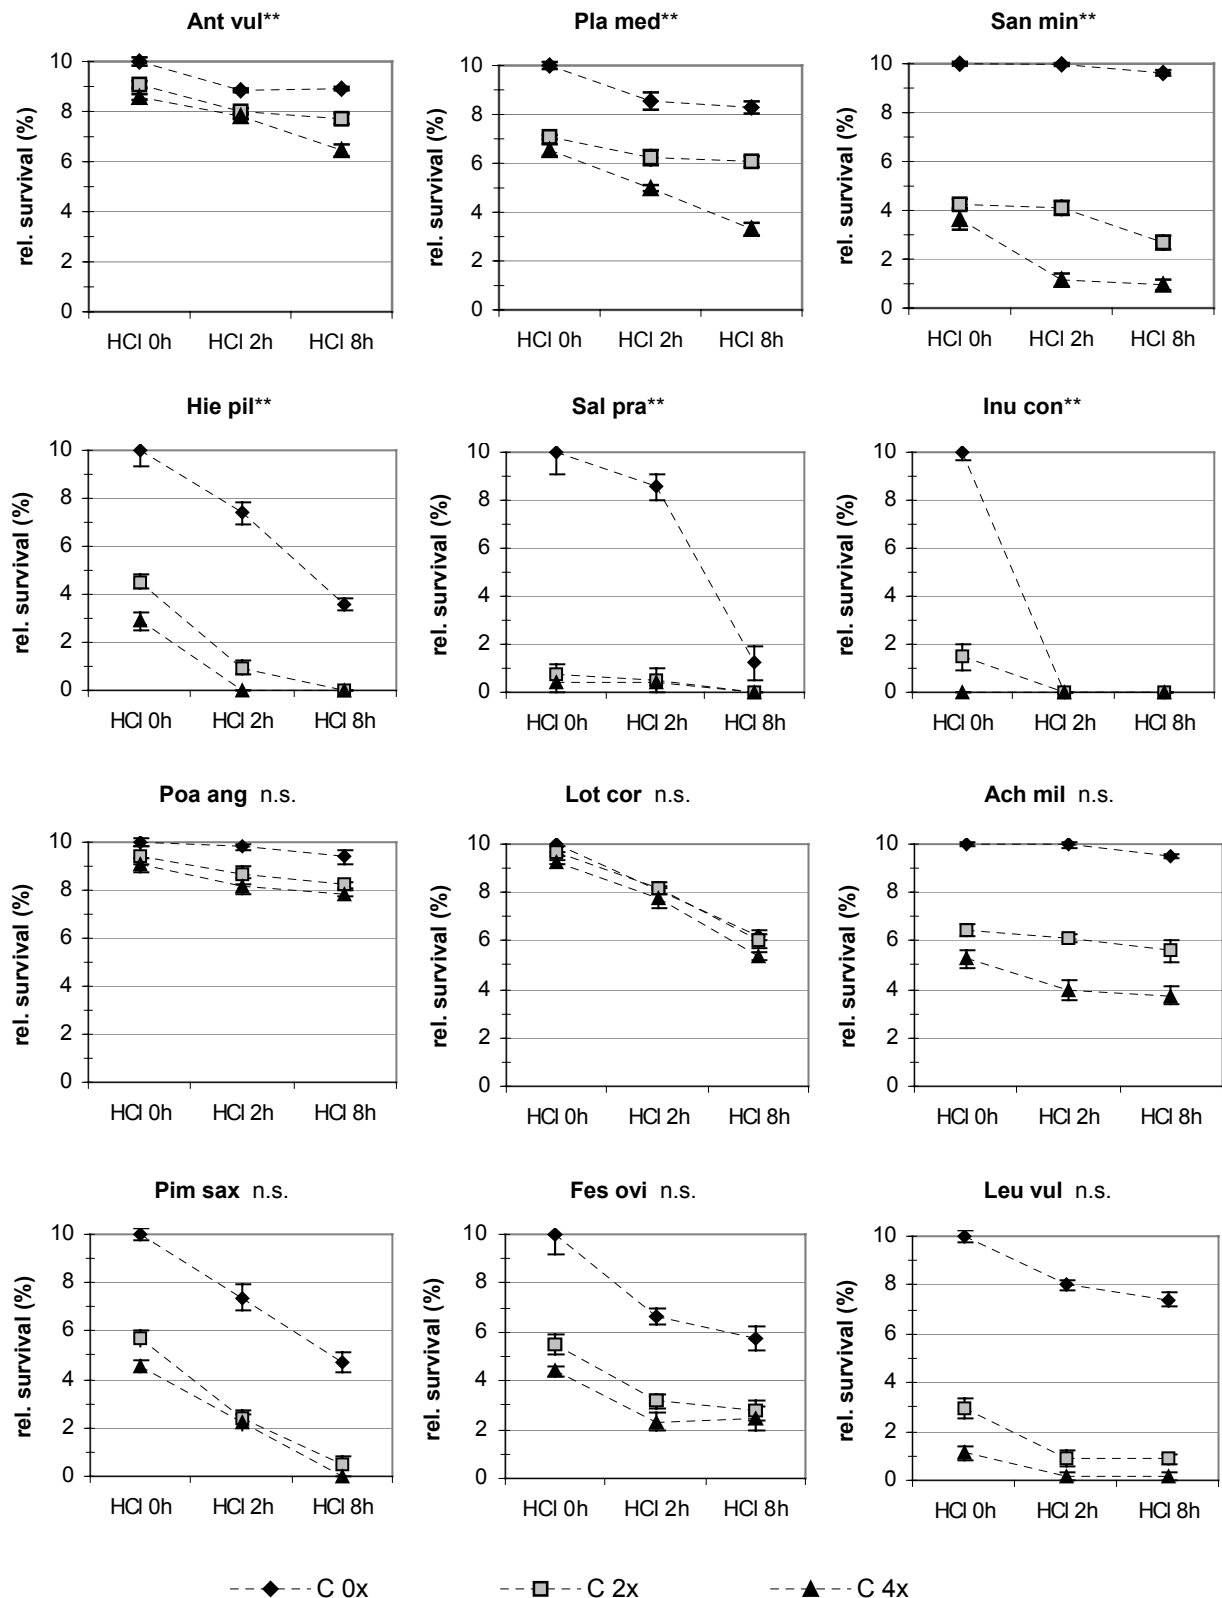 Ant vul**
Pla med**
San min**
rel. survival (%)
10
8
6
4
2
0
HCl 0h HCl 2h HCl 8h
rel. survival (%)
10
8
6
4
2
0
HCl 0h HCl 2h HCl 8h
rel. survival (%)
10
8
6
4
2
0
HCl 0h HCl 2h HCl 8h
Hie pil**
Sal pra**
Inu con**
rel. survival (%)
10
8
6
4
2
0
HCl 0h HCl 2h HCl 8h
rel. survival (%)
10
8
6
4
2
0
HCl 0h HCl 2h HCl 8h
rel. survival (%)
10
8
6
4
2
0
HCl 0h HCl 2h HCl 8h
Poa ang n.s.
Lot cor n.s.
Ach mil n.s.
rel. survival (%)
10
8
6
4
2
0
HCl 0h HCl 2h HCl 8h
rel. survival (%)
10
8
6
4
2
0
HCl 0h HCl 2h HCl 8h
rel. survival (%)
10
8
6
4
2
0
HCl 0h HCl 2h HCl 8h
Pim sax n.s.
Fes ovi n.s.
Leu vul n.s.
rel. survival (%)
10
8
6
4
2
0
HCl 0h HCl 2h HCl 8h
rel. survival (%)
10
8
6
4
2
0
HCl 0h HCl 2h HCl 8h
rel. survival (%)
10
8
6
4
2
0
HCl 0h HCl 2h HCl 8h
C 0x C 2x C 4x